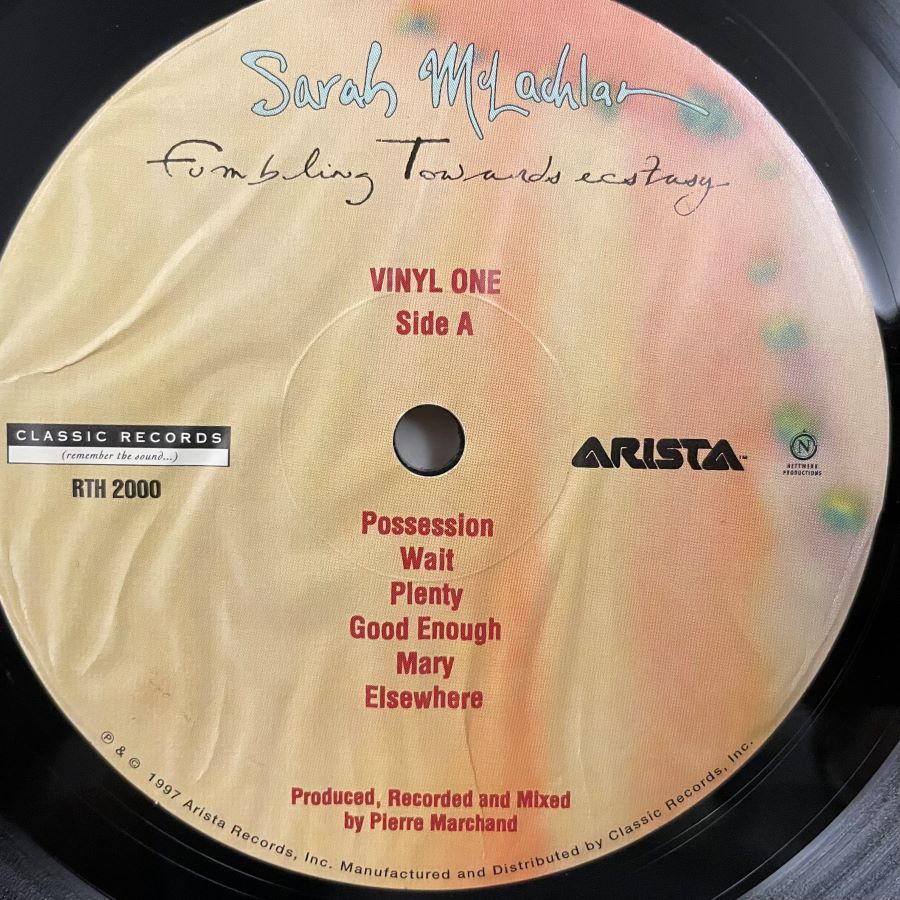 Sarah McLachlan
Fumbling Towards ecstasy
VINYL ONE
Side A
CLASSIC RECORDS
(remember the sound...)
RTH 2000
ARISTA™
N
NETTWERK
PRODUCTIONS
Possession
Wait
Plenty
Good Enough
Mary
Elsewhere
Produced, Recorded and Mixed
by Pierre Marchand
℗ & © 1997 Arista Records, Inc. Manufactured and Distributed by Classic Records, Inc.